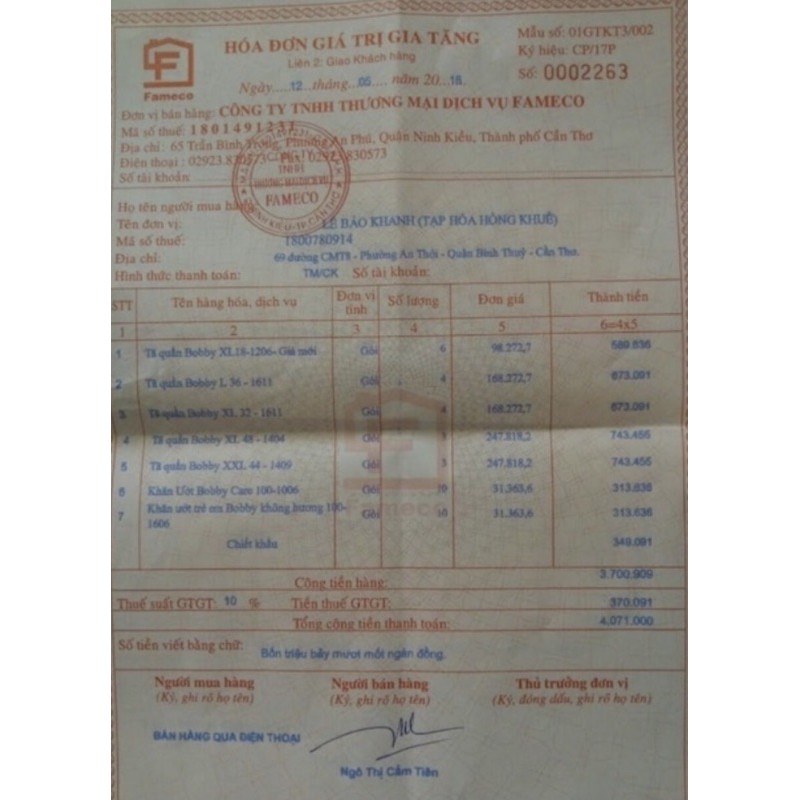 HÓA ĐƠN GIÁ TRỊ GIA TĂNG
Liên 2: Giao Khách hàng
Ngày....12....tháng...05.... năm 20..18.
Mẫu số: 01GTKT3/002
Ký hiệu: CP/17P
Số: 0002263
Fameco
Đơn vị bán hàng: CÔNG TY TNHH THƯƠNG MẠI DỊCH VỤ FAMECO
Mã số thuế: 1801491231
Địa chỉ: 65 Trần Bình Trọng, Phường An Phú, Quận Ninh Kiều, Thành phố Cần Thơ
Điện thoại: 02923.830573 Fax: 02923.830573
Số tài khoản:
FAMECO
Họ tên người mua hàng
Tên đơn vị: LÊ BẢO KHANH (TẠP HÓA HỒNG KHUÊ)
Mã số thuế: 1800780914
Địa chỉ: 69 đường CMT8 - Phường An Thới - Quận Bình Thuỷ - Cần Thơ.
Hình thức thanh toán: TM/CK Số tài khoản:
STT Tên hàng hóa, dịch vụ Đơn vị tính Số lượng Đơn giá Thành tiền
1 2 3 4 5 6=4x5
1 Tã quần Bobby XL18-1206- Giá mới Gói 6 98.272,7 589.636
2 Tã quần Bobby L 36 - 1611 Gói 4 168.272,7 673.091
3 Tã quần Bobby XL 32 - 1611 Gói 4 168.272,7 673.091
4 Tã quần Bobby XL 48 - 1404 Gói 3 247.818,2 743.455
5 Tã quần Bobby XXL 44 - 1409 Gói 3 247.818,2 743.455
6 Khăn Ướt Bobby Care 100-1006 Gói 10 31.363,6 313.636
7 Khăn ướt trẻ em Bobby không hương 100-1606 Gói 10 31.363,6 313.636
Chiết khấu 349.091
Cộng tiền hàng: 3.700.909
Thuế suất GTGT: 10 % Tiền thuế GTGT: 370.091
Tổng cộng tiền thanh toán: 4.071.000
Số tiền viết bằng chữ: Bốn triệu bảy mươi mốt ngàn đồng.
Người mua hàng Người bán hàng Thủ trưởng đơn vị
(Ký, ghi rõ họ tên) (Ký, ghi rõ họ tên) (Ký, đóng dấu, ghi rõ họ tên)
BÁN HÀNG QUA ĐIỆN THOẠI
Ngô Thị Cẩm Tiên